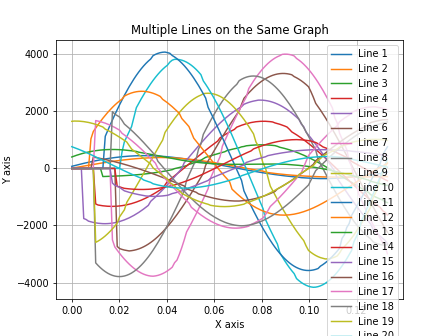 Multiple Lines on the Same Graph
4000
2000
0
−2000
−4000
Y axis
0.00
0.02
0.04
0.06
0.08
0.10
X axis
Line 1
Line 2
Line 3
Line 4
Line 5
Line 6
Line 7
Line 8
Line 9
Line 10
Line 11
Line 12
Line 13
Line 14
Line 15
Line 16
Line 17
Line 18
Line 19
Line 20